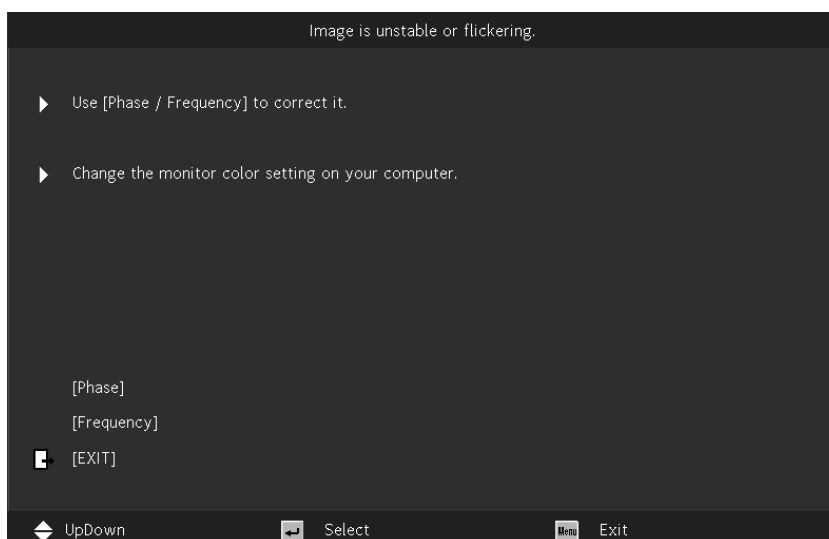 Image is unstable or flickering.
Use [Phase / Frequency] to correct it.
Change the monitor color setting on your computer.
[Phase]
[Frequency]
[EXIT]
UpDown Select Menu Exit